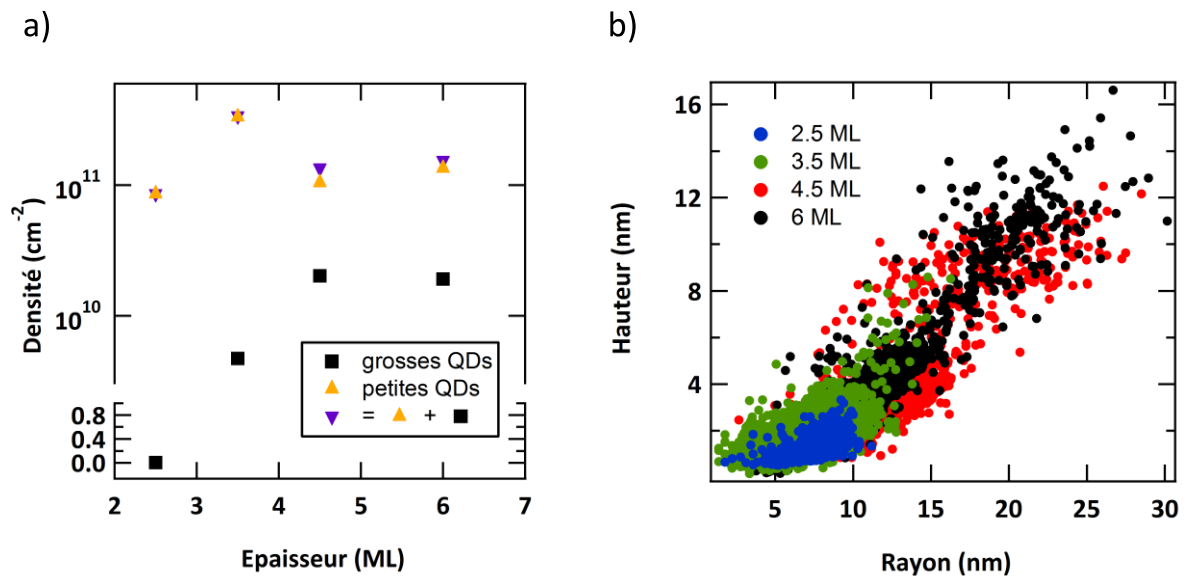 a)
Densité (cm-2)
10^11
10^10
0.8
0.4
0.0
grosses QDs
petites QDs
= +
2 3 4 5 6 7
Epaisseur (ML)
b)
Hauteur (nm)
16
12
8
4
2.5 ML
3.5 ML
4.5 ML
6 ML
5 10 15 20 25 30
Rayon (nm)